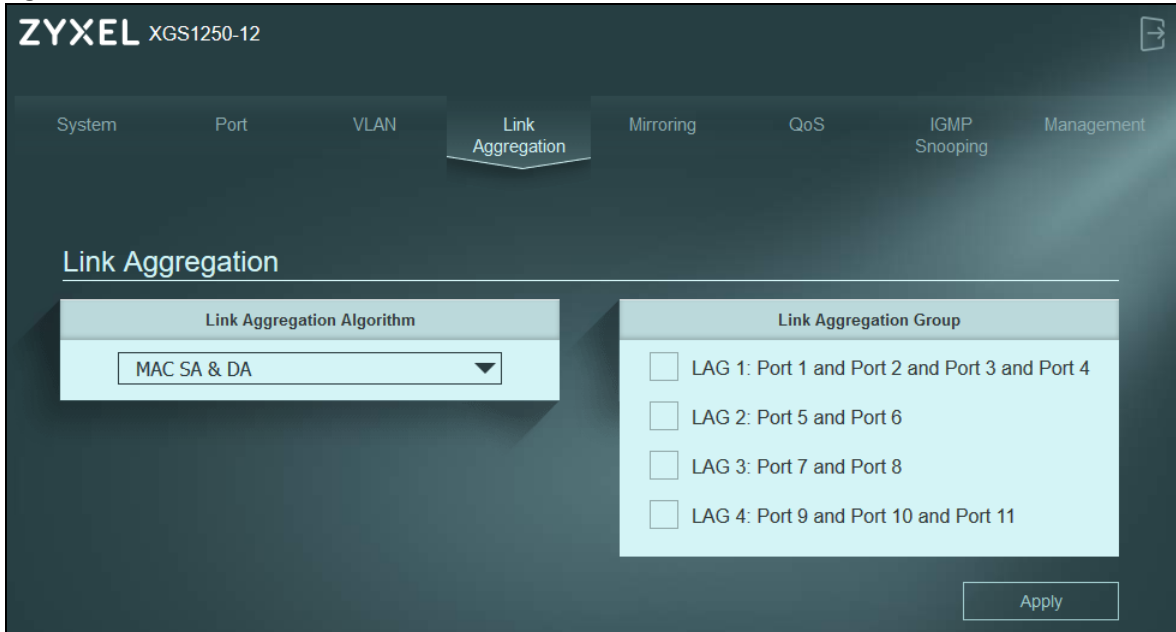 ZYXEL XGS1250-12
System Port VLAN Link Aggregation Mirroring QoS IGMP Snooping Management
Link Aggregation
Link Aggregation Algorithm
MAC SA & DA
Link Aggregation Group
LAG 1: Port 1 and Port 2 and Port 3 and Port 4
LAG 2: Port 5 and Port 6
LAG 3: Port 7 and Port 8
LAG 4: Port 9 and Port 10 and Port 11
Apply